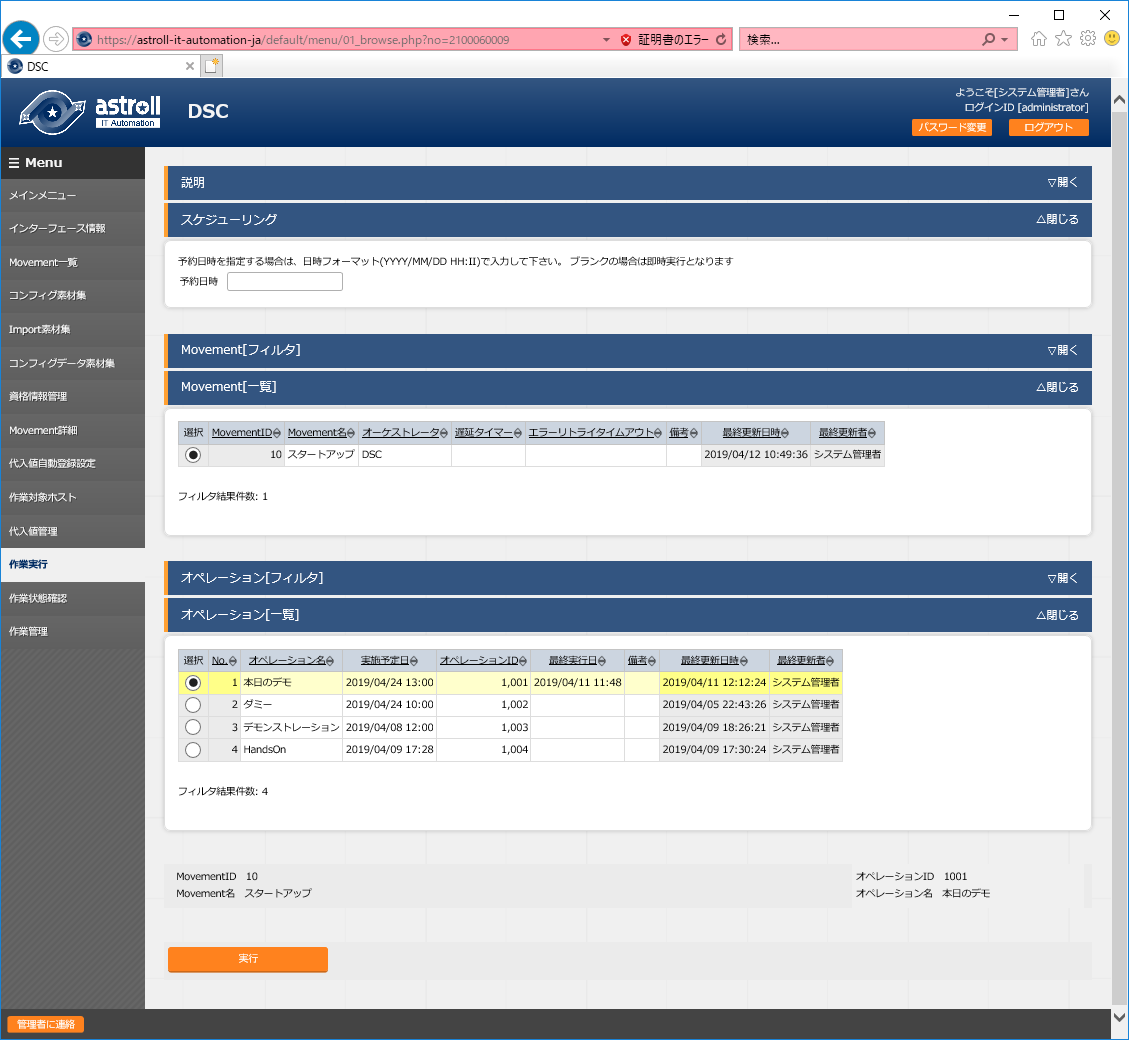 https://astroll-it-automation-ja/default/menu/01_browse.php?no=2100060009
証明書のエラー
検索...
DSC
astroll
IT Automation
DSC
ようこそ[システム管理者]さん
ログインID [administrator]
パスワード変更 ログアウト
☰ Menu
メインメニュー
インターフェース情報
Movement一覧
コンフィグ素材集
Import素材集
コンフィグデータ素材集
資格情報管理
Movement詳細
代入値自動登録設定
作業対象ホスト
代入値管理
作業実行
作業状態確認
作業管理
説明 ▽開く
スケジューリング △閉じる
予約日時を指定する場合は、日時フォーマット(YYYY/MM/DD HH:II)で入力して下さい。 ブランクの場合は即時実行となります
予約日時
Movement[フィルタ] ▽開く
Movement[一覧] △閉じる
選択 MovementID Movement名 オーケストレータ 遅延タイマー エラーリトライタイムアウト 備考 最終更新日時 最終更新者
10 スタートアップ DSC 2019/04/12 10:49:36 システム管理者
フィルタ結果件数: 1
オペレーション[フィルタ] ▽開く
オペレーション[一覧] △閉じる
選択 No. オペレーション名 実施予定日 オペレーションID 最終実行日 備考 最終更新日時 最終更新者
1 本日のデモ 2019/04/24 13:00 1,001 2019/04/11 11:48 2019/04/11 12:12:24 システム管理者
2 ダミー 2019/04/24 10:00 1,002 2019/04/05 22:43:26 システム管理者
3 デモンストレーション 2019/04/08 12:00 1,003 2019/04/09 18:26:21 システム管理者
4 HandsOn 2019/04/09 17:28 1,004 2019/04/09 17:30:24 システム管理者
フィルタ結果件数: 4
MovementID 10 オペレーションID 1001
Movement名 スタートアップ オペレーション名 本日のデモ
実行
管理者に連絡